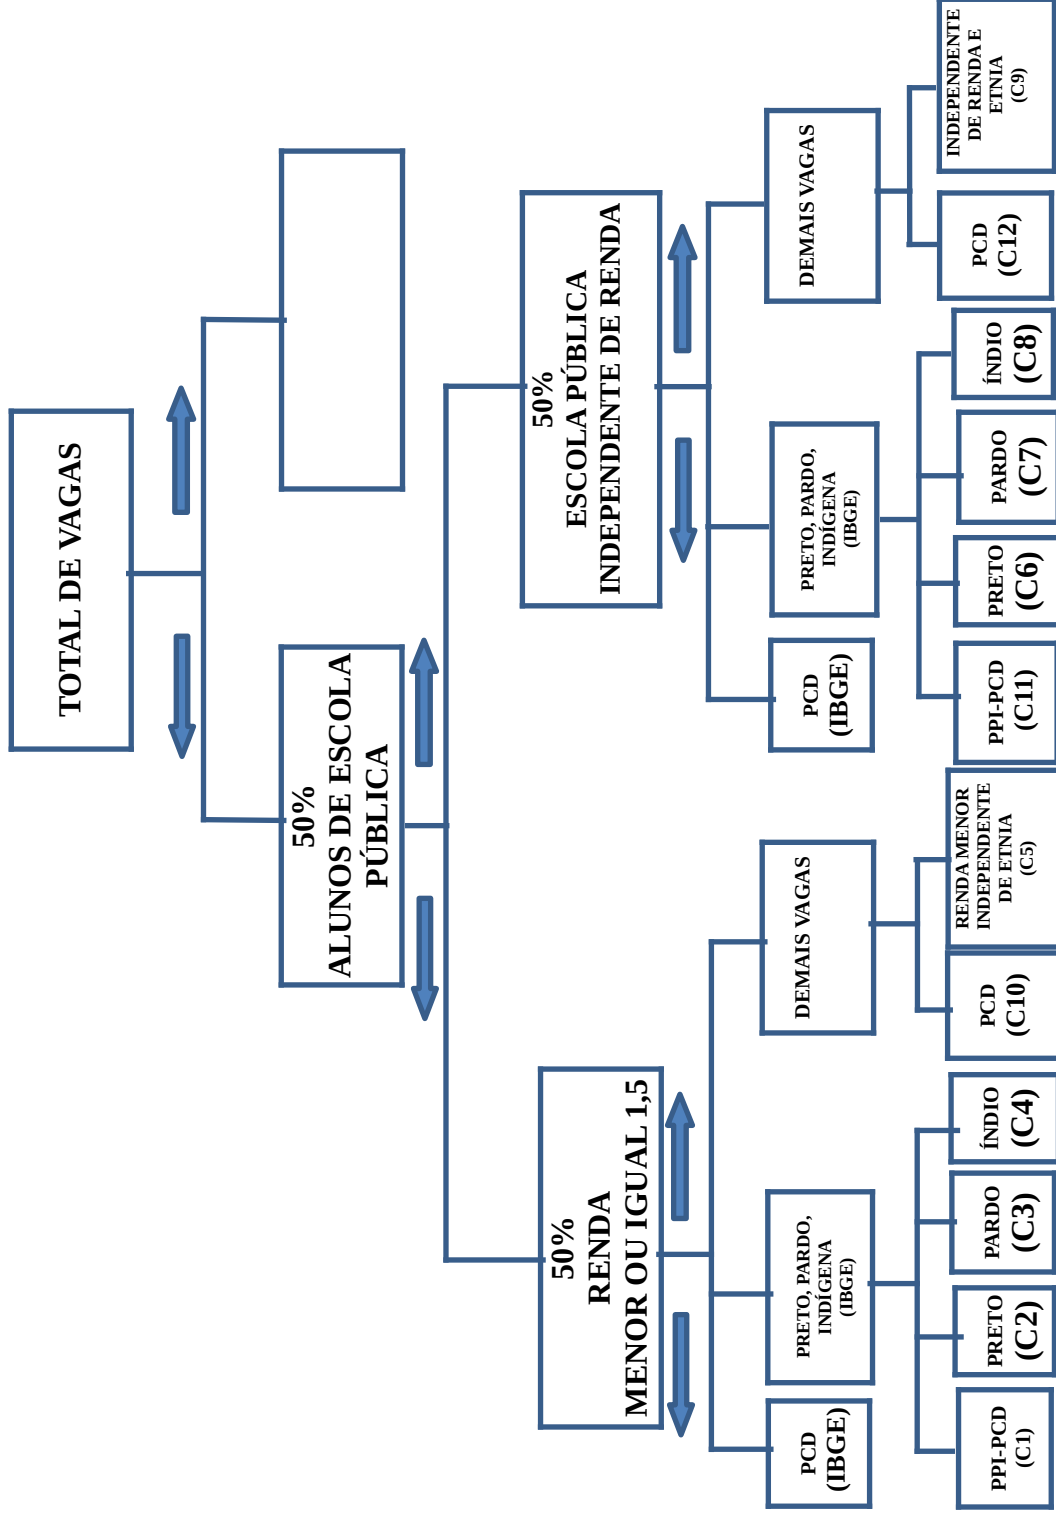 TOTAL DE VAGAS
50%
ALUNOS DE ESCOLA
PÚBLICA
50%
RENDA
MENOR OU IGUAL 1,5
50%
ESCOLA PÚBLICA
INDEPENDENTE DE RENDA
PCD
(IBGE)
PRETO, PARDO,
INDÍGENA
(IBGE)
DEMAIS VAGAS
PCD
(IBGE)
PRETO, PARDO,
INDÍGENA
(IBGE)
DEMAIS VAGAS
PPI-PCD
(C1)
PRETO
(C2)
PARDO
(C3)
ÍNDIO
(C4)
PCD
(C10)
RENDA MENOR
INDEPENDENTE
DE ETNIA
(C5)
PPI-PCD
(C11)
PRETO
(C6)
PARDO
(C7)
ÍNDIO
(C8)
PCD
(C12)
INDEPENDENTE
DE RENDA E
ETNIA
(C9)